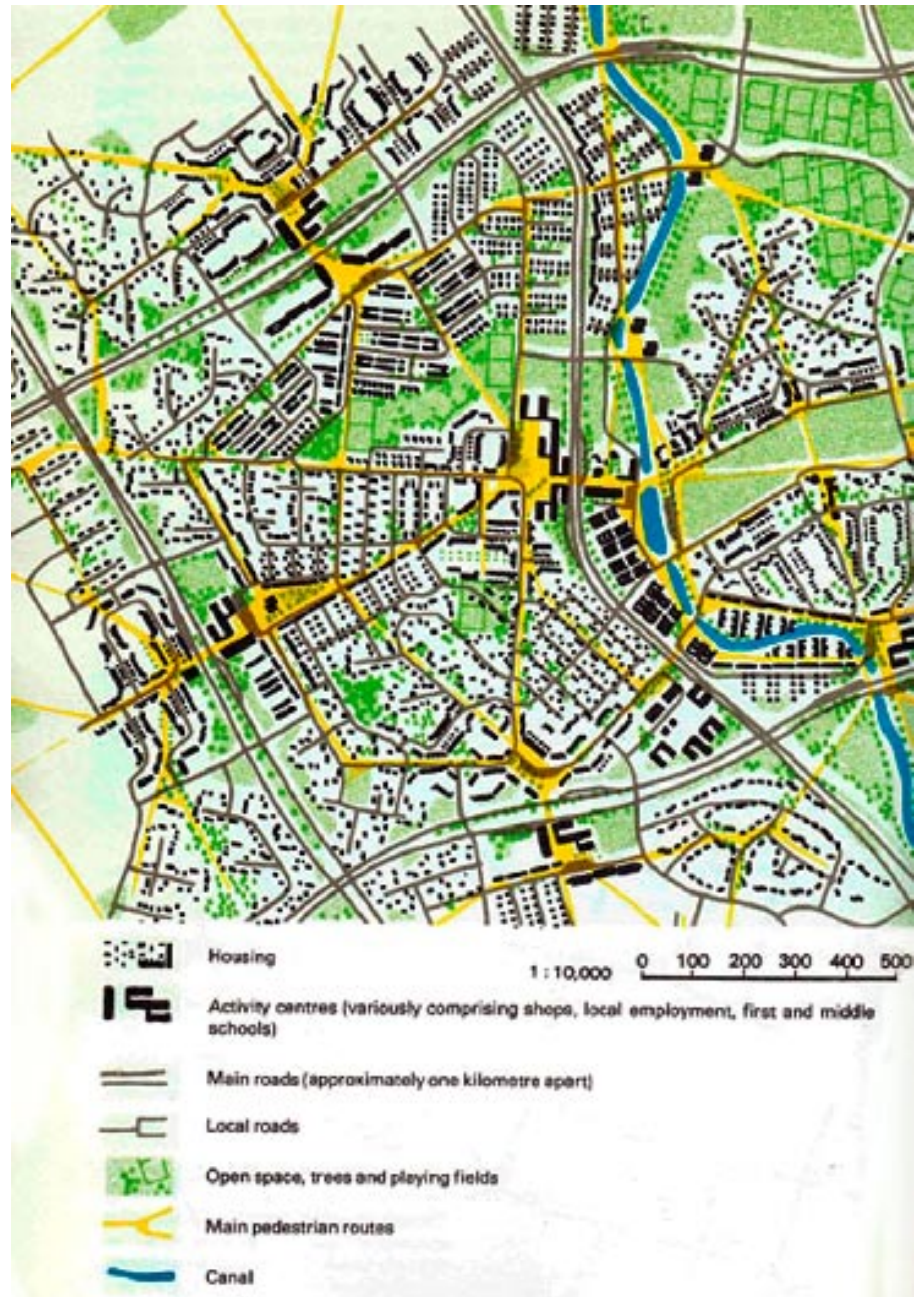 Housing
1 : 10,000
0 100 200 300 400 500
Activity centres (variously comprising shops, local employment, first and middle
schools)
Main roads (approximately one kilometre apart)
Local roads
Open space, trees and playing fields
Main pedestrian routes
Canal